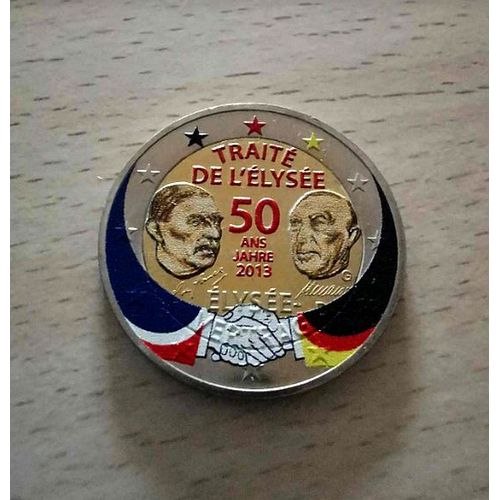 TRAITÉ
DE L'ÉLYSÉE
50
ANS
JAHRE
2013
G
ÉLYSÉE-